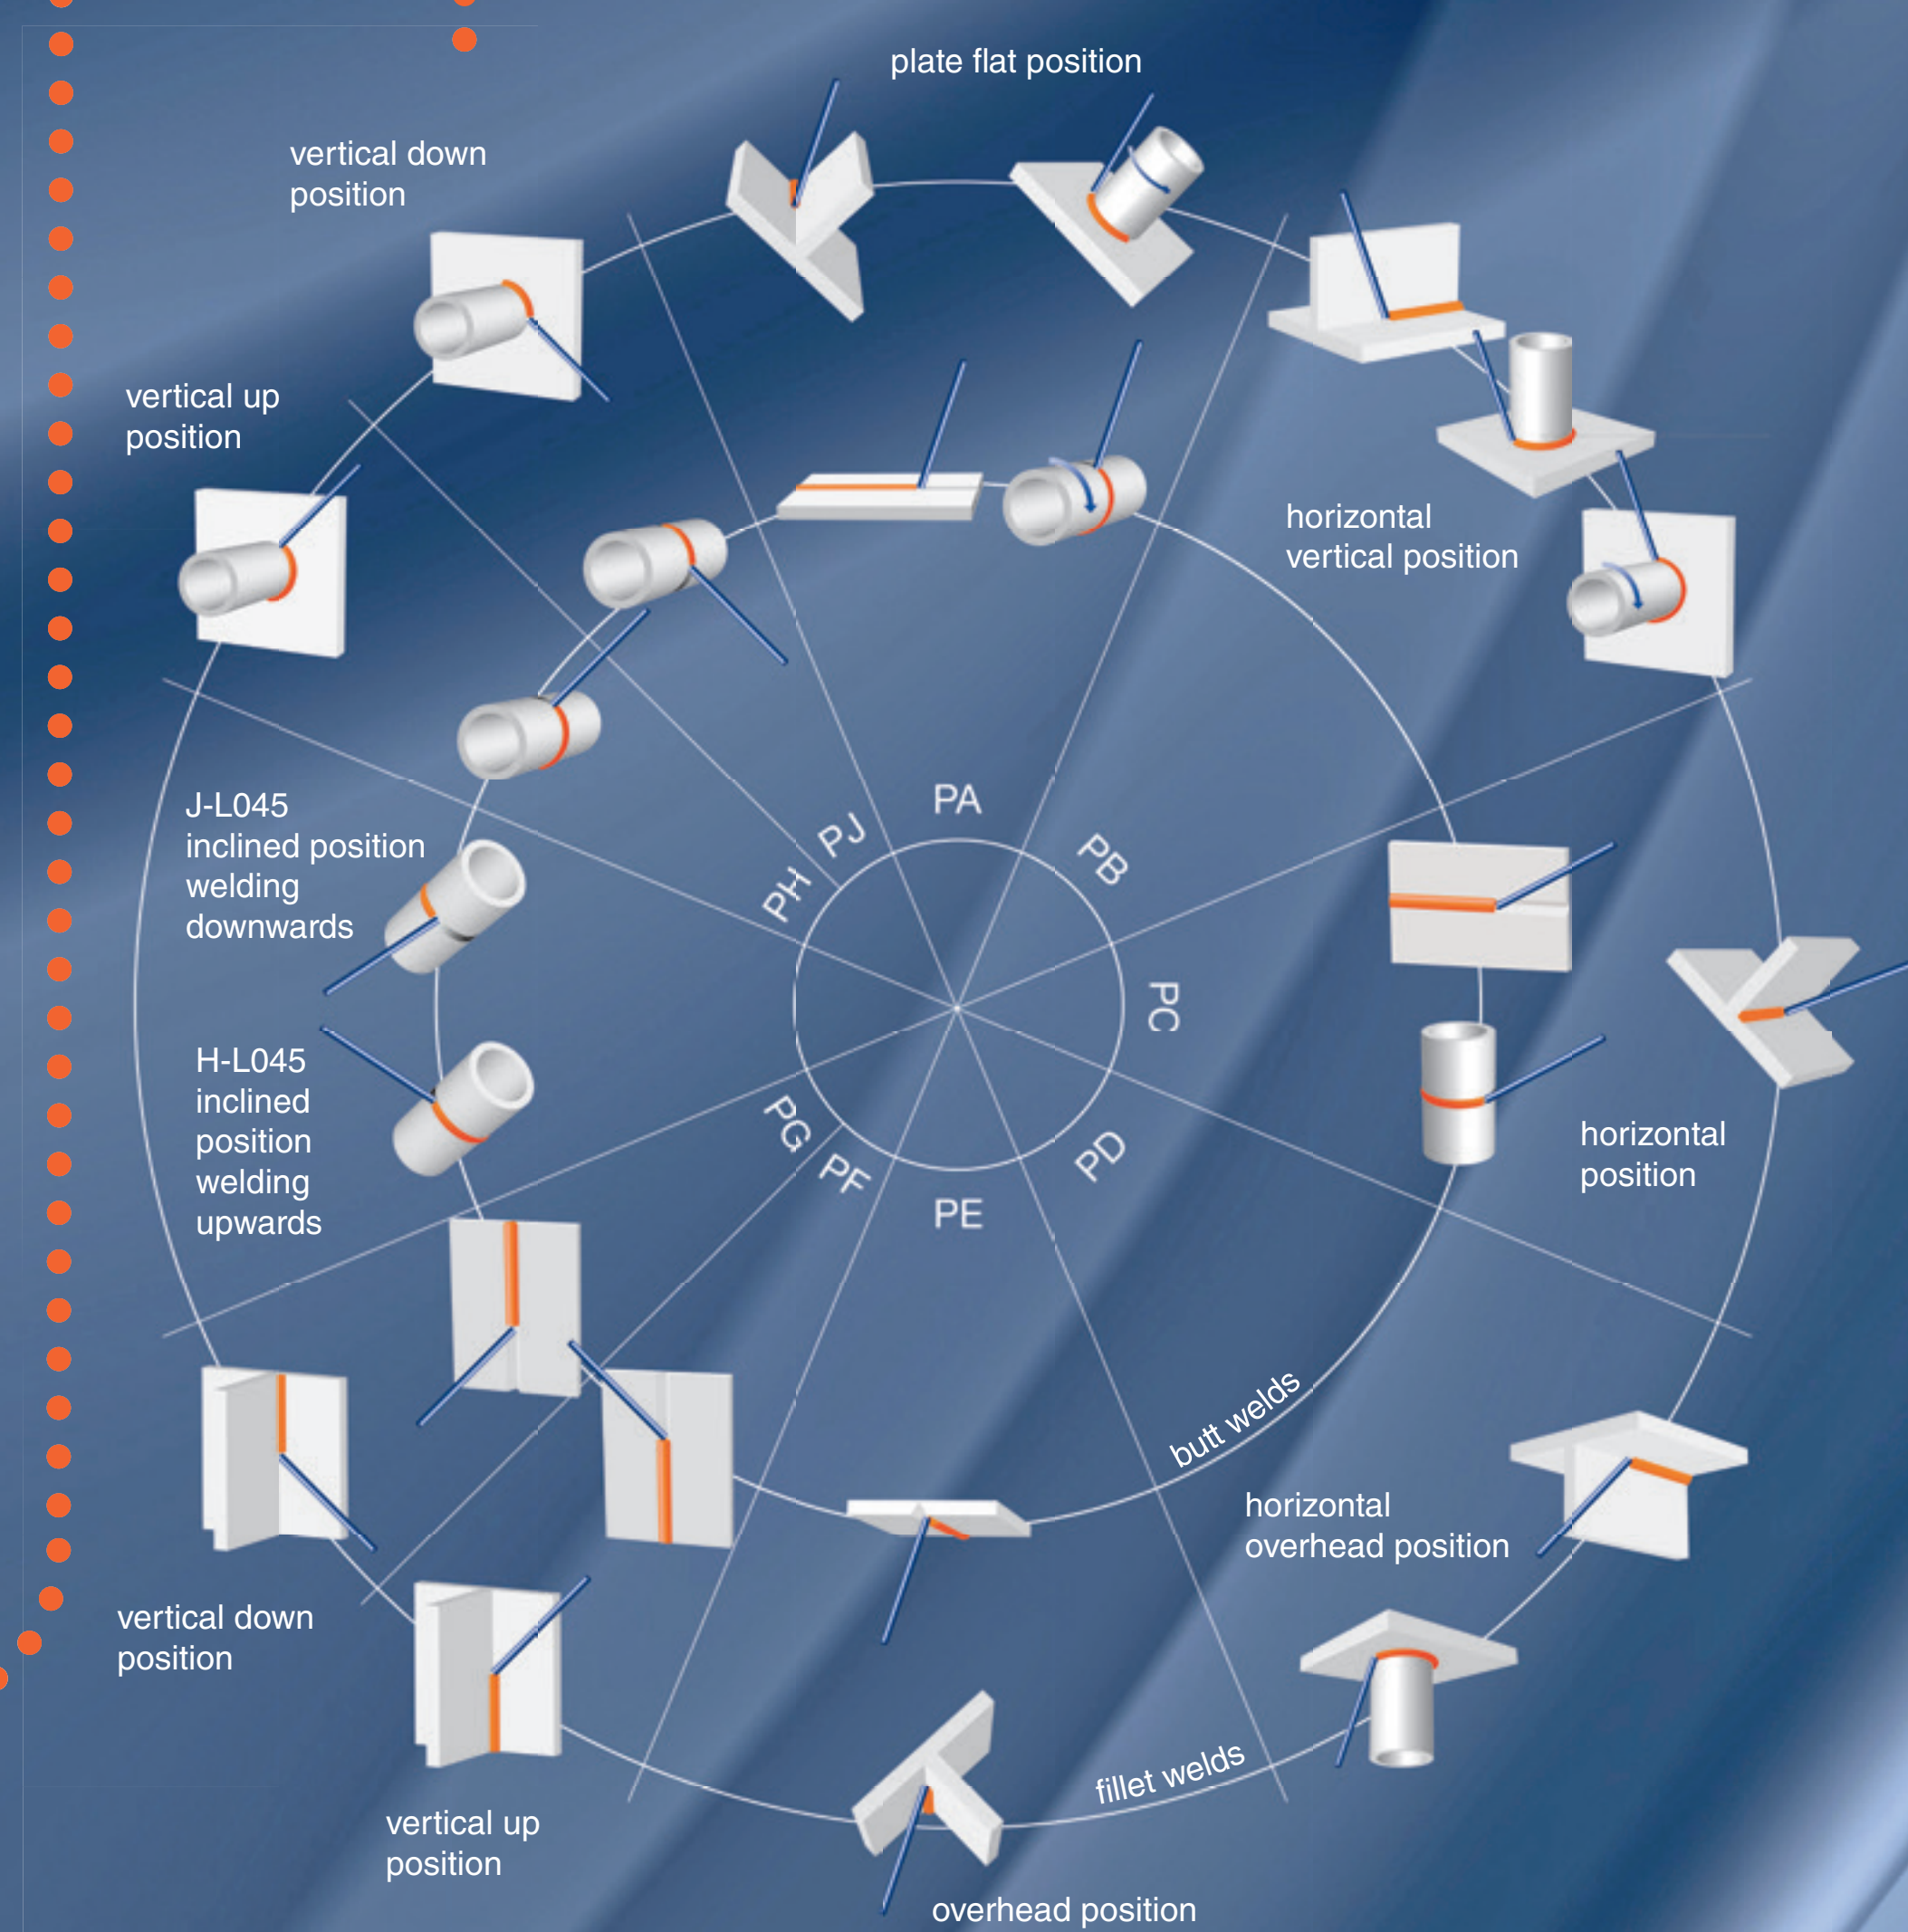 plate flat position
vertical down
position
vertical up
position
horizontal
vertical position
J-L045
inclined position
welding
downwards
PA
PJ
PB
PH
PC
H-L045
inclined
position
welding
upwards
PG
PF
PE
PD
horizontal
position
butt welds
horizontal
overhead position
vertical down
position
fillet welds
vertical up
position
overhead position